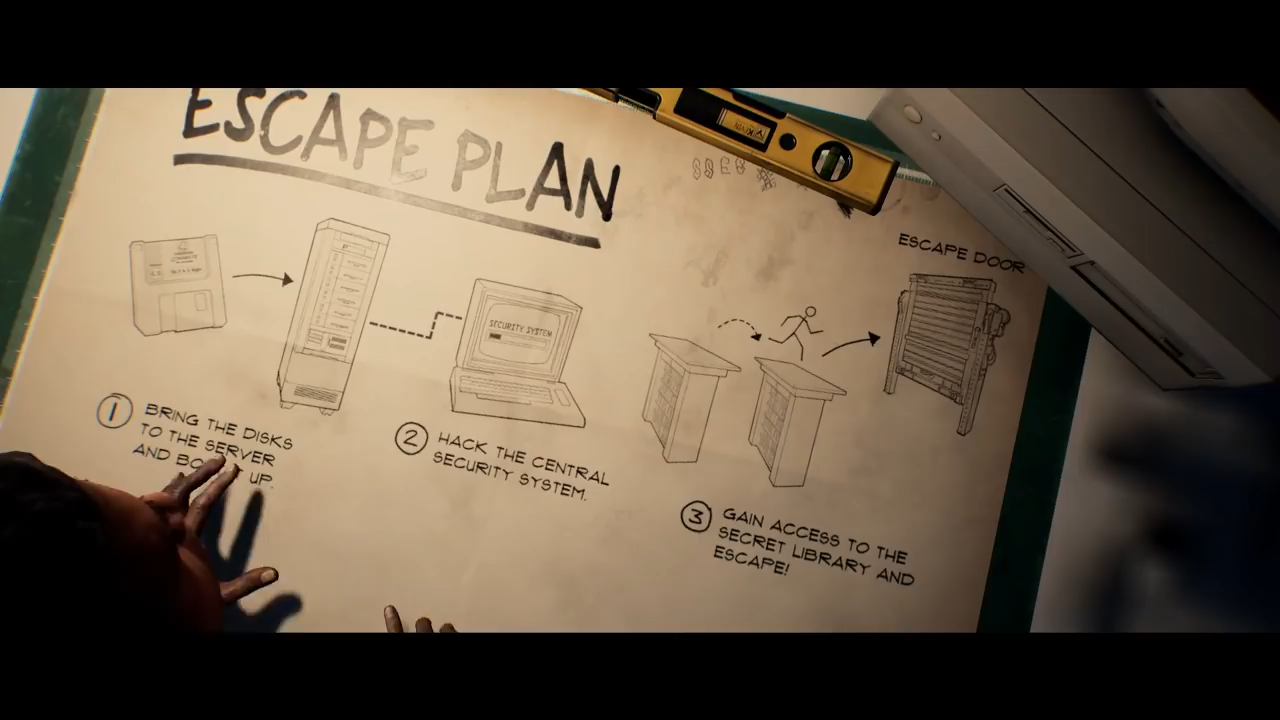 ESCAPE PLAN
ESCAPE DOOR
SECURITY SYSTEM
1 BRING THE DISKS
TO THE SERVER
AND UP.
2 HACK THE CENTRAL
SECURITY SYSTEM.
3 GAIN ACCESS TO THE
SECRET LIBRARY AND
ESCAPE!